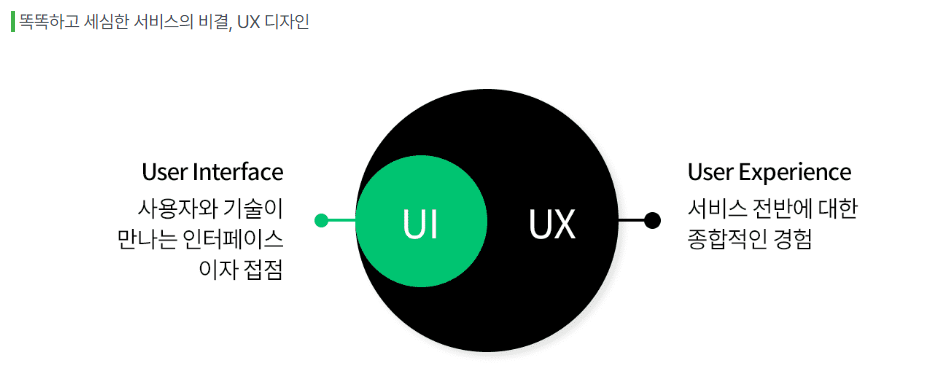 똑똑하고 세심한 서비스의 비결, UX 디자인
User Interface
사용자와 기술이
만나는 인터페이스
이자 접점
UI
UX
User Experience
서비스 전반에 대한
종합적인 경험